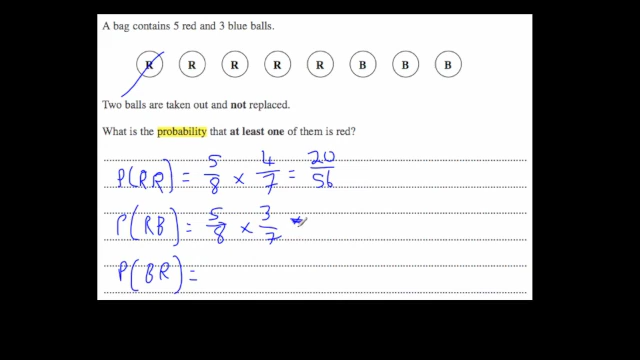 A bag contains 5 red and 3 blue balls.
R R R R R B B B
Two balls are taken out and not replaced.
What is the probability that at least one of them is red?
P(RR) = 5/8 × 4/7 = 20/56
P(RB) = 5/8 × 3/7 =
P(BR) =